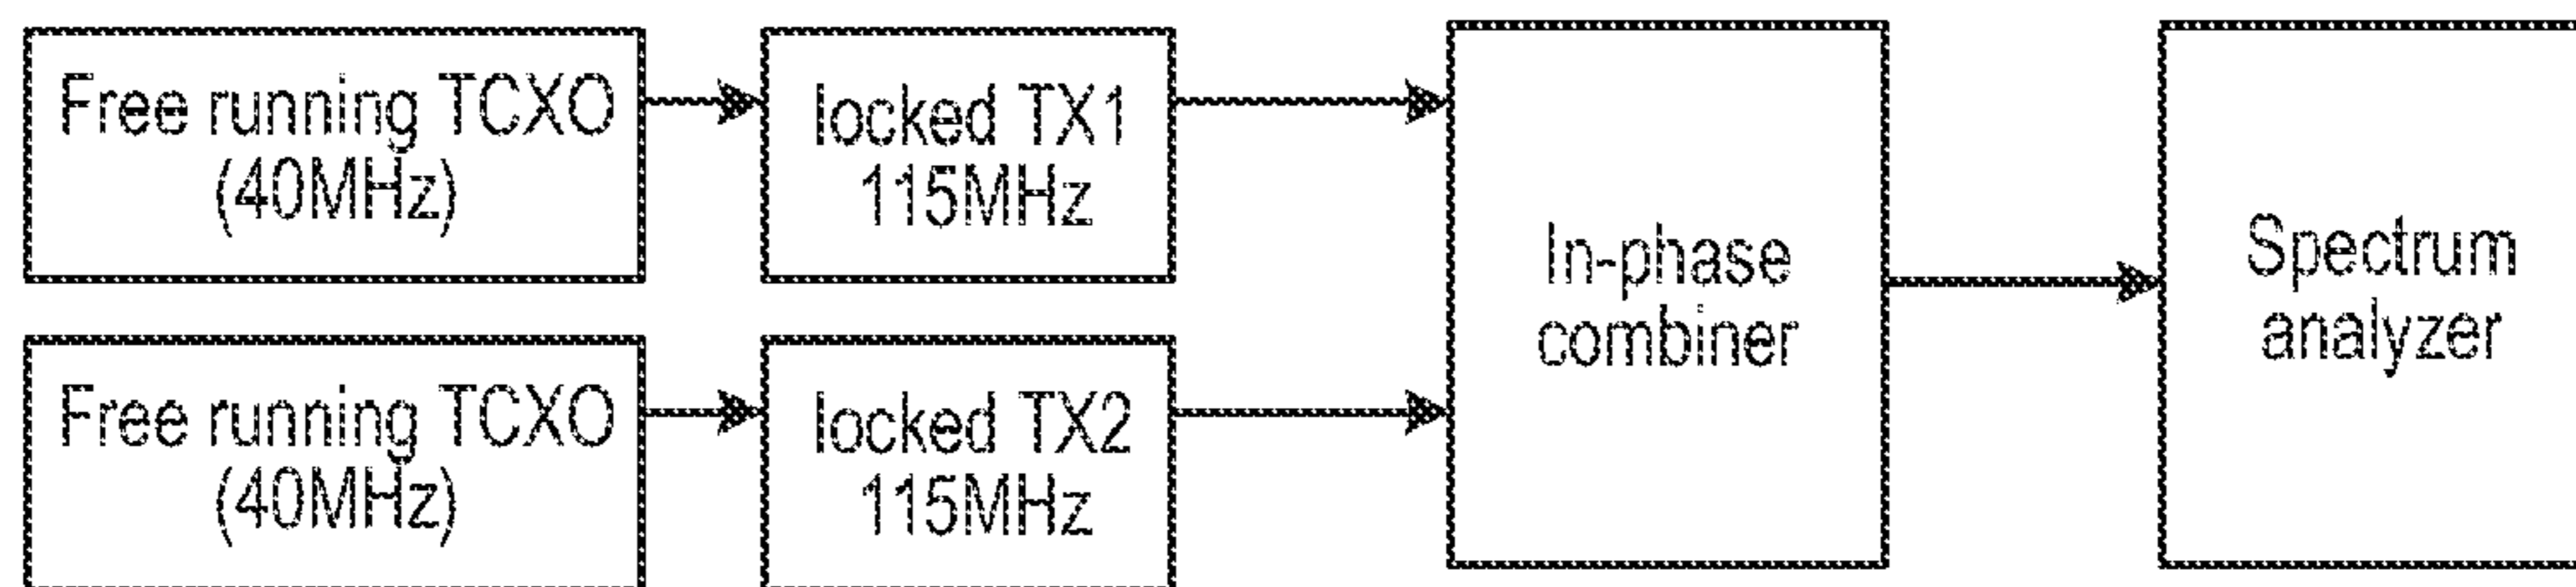 Free running TCXO
(40MHz)
locked TX1
115MHz
Free running TCXO
(40MHz)
locked TX2
115MHz
In-phase
combiner
Spectrum
analyzer